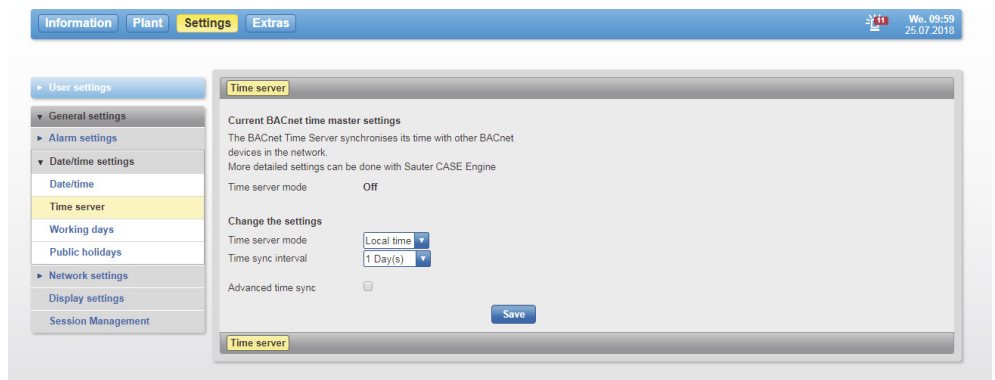 Information Plant Settings Extras
11
We. 09:59
25.07.2018
User settings
General settings
Alarm settings
Date/time settings
Date/time
Time server
Working days
Public holidays
Network settings
Display settings
Session Management
Time server
Current BACnet time master settings
The BACnet Time Server synchronises its time with other BACnet
devices in the network.
More detailed settings can be done with Sauter CASE Engine
Time server mode Off
Change the settings
Time server mode Local time
Time sync interval 1 Day(s)
Advanced time sync
Save
Time server